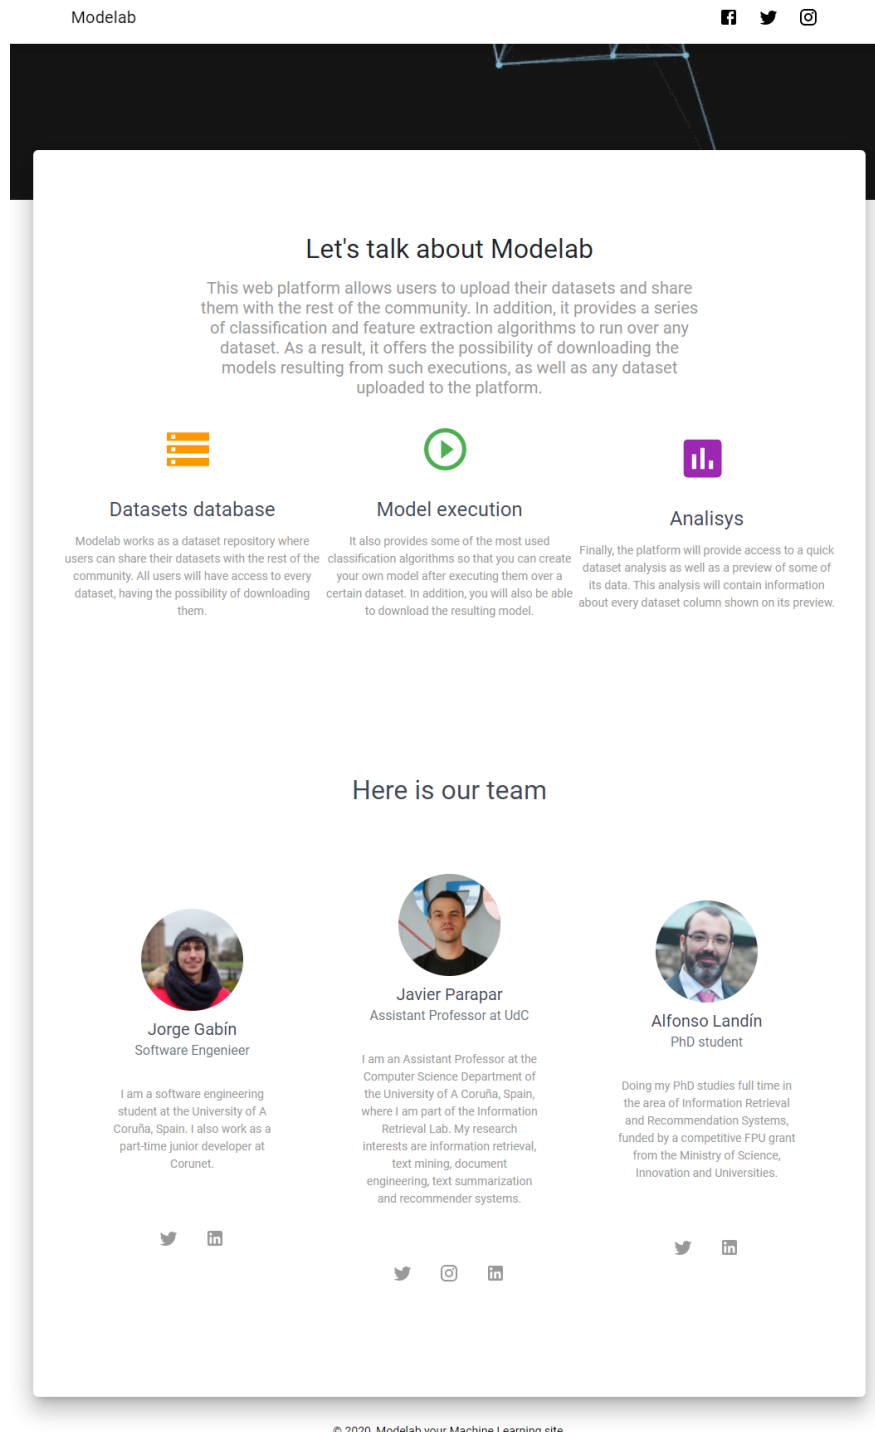 Modelab
Let's talk about Modelab
This web platform allows users to upload their datasets and share
them with the rest of the community. In addition, it provides a series
of classification and feature extraction algorithms to run over any
dataset. As a result, it offers the possibility of downloading the
models resulting from such executions, as well as any dataset
uploaded to the platform.
Datasets database
Modelab works as a dataset repository where
users can share their datasets with the rest of the
community. All users will have access to every
dataset, having the possibility of downloading
them.
Model execution
It also provides some of the most used
classification algorithms so that you can create
your own model after executing them over a
certain dataset. In addition, you will also be able
to download the resulting model.
Analisys
Finally, the platform will provide access to a quick
dataset analysis as well as a preview of some of
its data. This analysis will contain information
about every dataset column shown on its preview.
Here is our team
Jorge Gabín
Software Engenieer
I am a software engineering
student at the University of A
Coruña, Spain. I also work as a
part-time junior developer at
Corunet.
Javier Parapar
Assistant Professor at UdC
I am an Assistant Professor at the
Computer Science Department of
the University of A Coruña, Spain,
where I am part of the Information
Retrieval Lab. My research
interests are information retrieval,
text mining, document
engineering, text summarization
and recommender systems.
Alfonso Landín
PhD student
Doing my PhD studies full time in
the area of Information Retrieval
and Recommendation Systems,
funded by a competitive FPU grant
from the Ministry of Science,
Innovation and Universities.
© 2020, Modelab your Machine Learning site